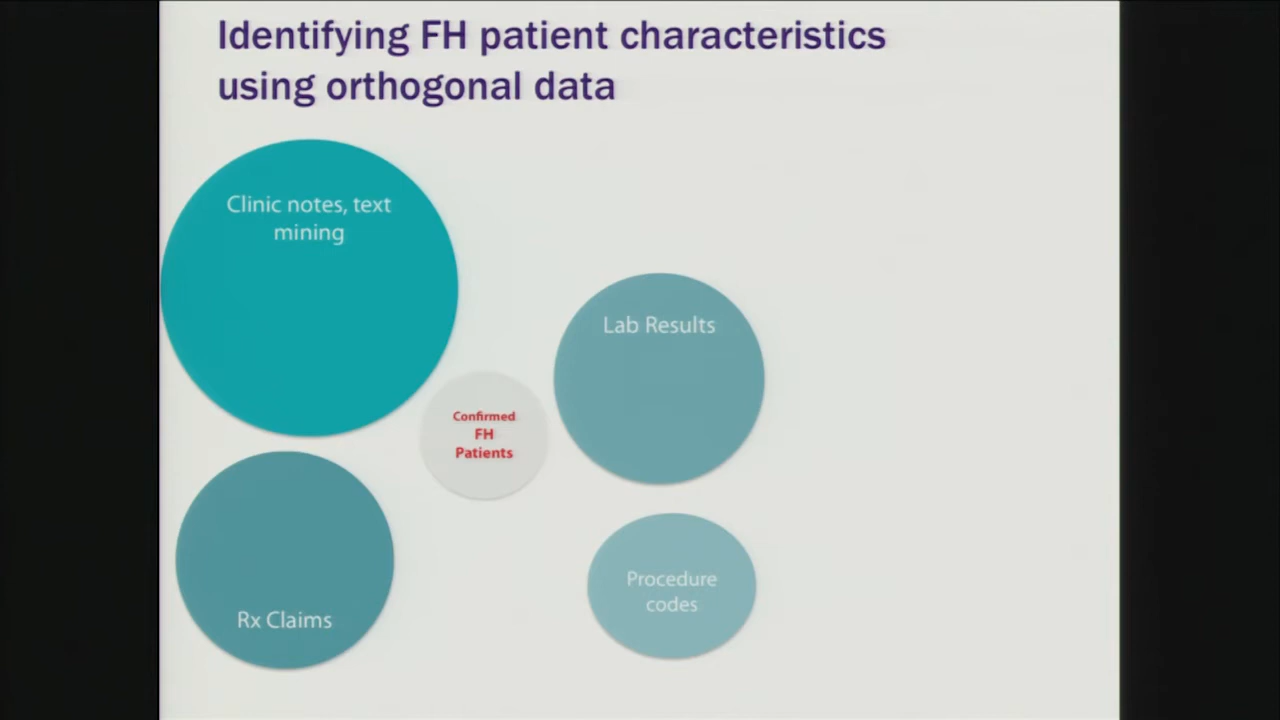 Identifying FH patient characteristics
using orthogonal data
Clinic notes, text
mining
Lab Results
Confirmed
FH
Patients
Procedure
codes
Rx Claims